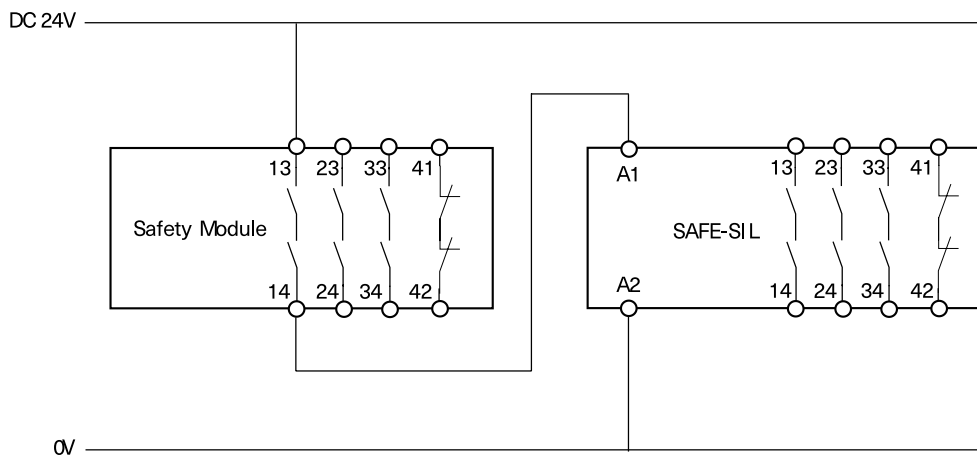 DC 24V
13 23 33 41
Safety Module
14 24 34 42
A1
13 23 33 41
SAFE-SIL
A2
14 24 34 42
0V